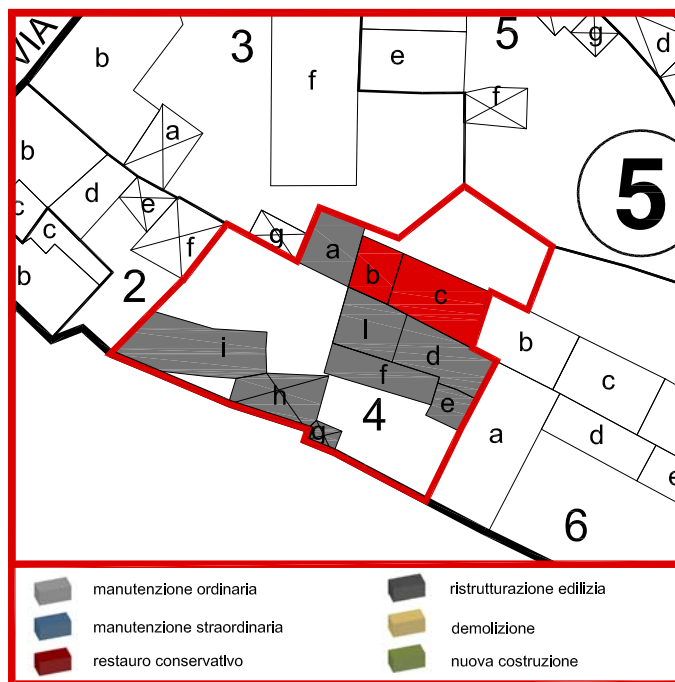 VIA
3
5
g
d
b
e
f
f
a
5
b
d
e
c
c
f
g
a
b
c
2
b
i
l
d
b
c
f
h
e
4
a
d
g
e
6
manutenzione ordinaria
ristrutturazione edilizia
manutenzione straordinaria
demolizione
restauro conservativo
nuova costruzione